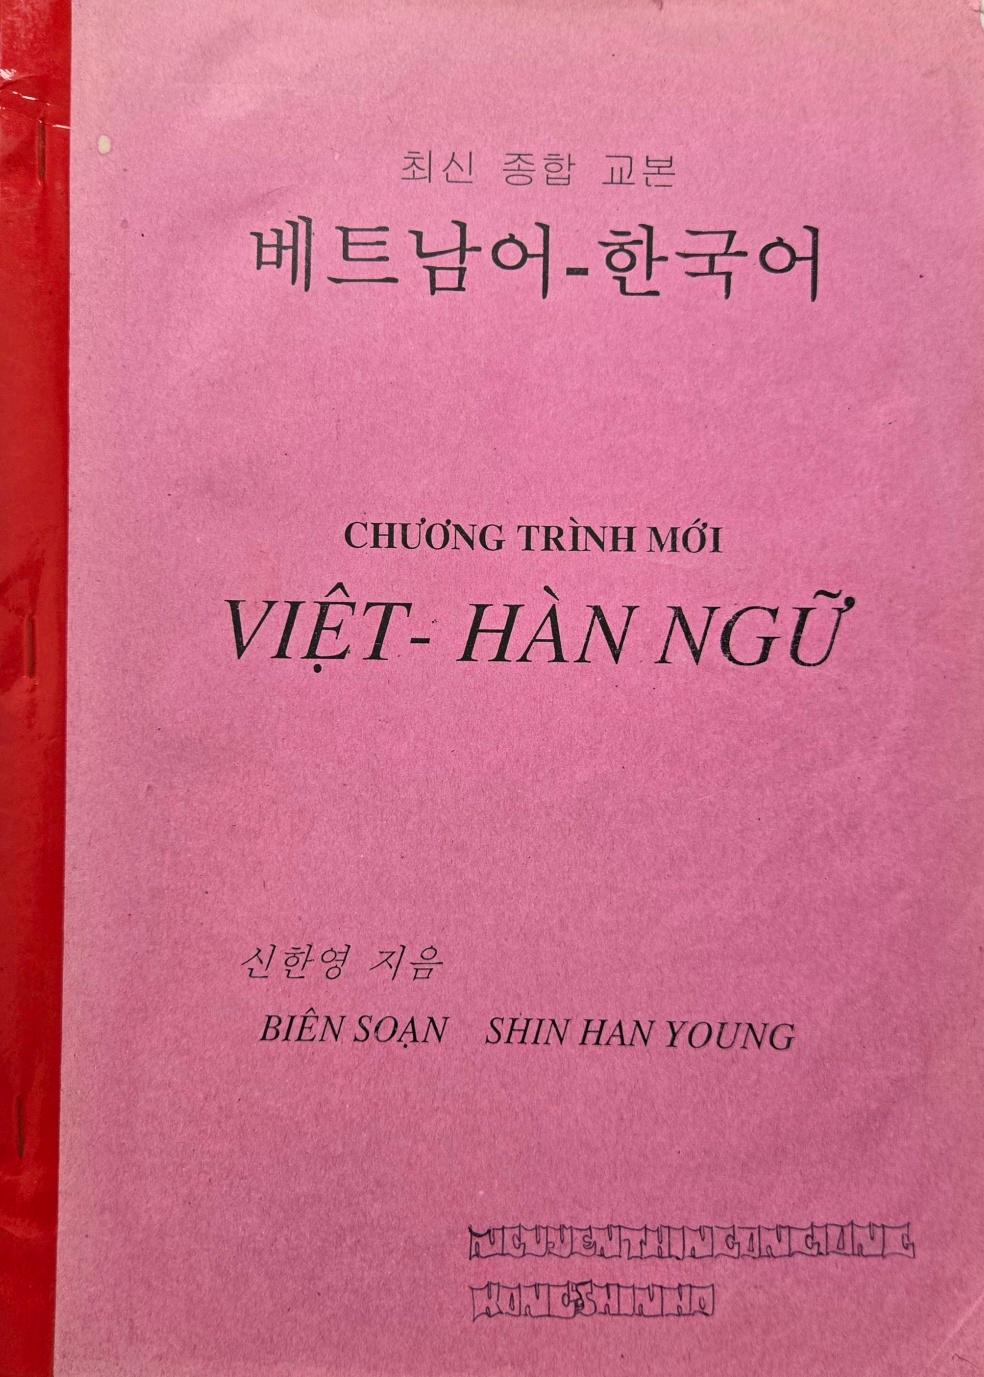 최신 종합 교본
베트남어-한국어
CHƯƠNG TRÌNH MỚI
VIỆT- HÀN NGỮ
신한영 지음
BIÊN SOẠN SHIN HAN YOUNG